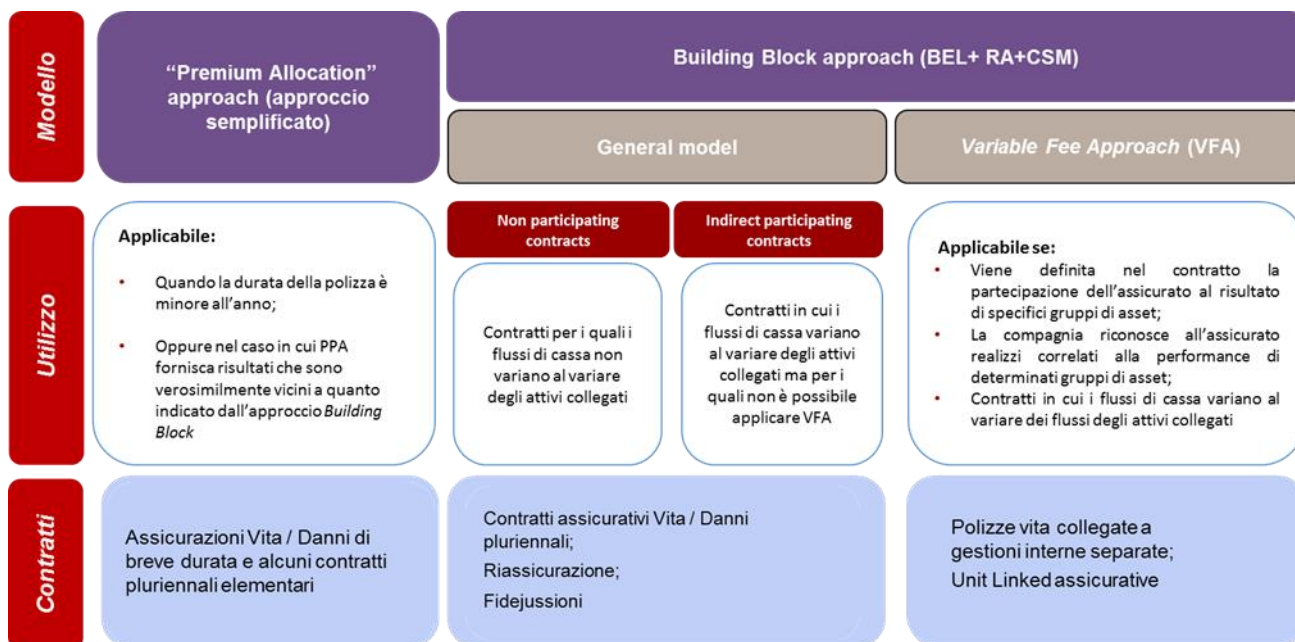 Modello
“Premium Allocation”
approach (approccio
semplificato)
Building Block approach (BEL+ RA+CSM)
General model
Variable Fee Approach (VFA)
Utilizzo
Applicabile:
• Quando la durata della polizza è
minore all’anno;
• Oppure nel caso in cui PPA
fornisca risultati che sono
verosimilmente vicini a quanto
indicato dall’approccio Building
Block
Non participating
contracts
Contratti per i quali i
flussi di cassa non
variano al variare
degli attivi collegati
Indirect participating
contracts
Contratti in cui i
flussi di cassa variano
al variare degli attivi
collegati ma per i
quali non è possibile
applicare VFA
Applicabile se:
• Viene definita nel contratto la
partecipazione dell’assicurato al risultato
di specifici gruppi di asset;
• La compagnia riconosce all’assicurato
realizzi correlati alla performance di
determinati gruppi di asset;
• Contratti in cui i flussi di cassa variano al
variare dei flussi degli attivi collegati
Contratti
Assicurazioni Vita / Danni di
breve durata e alcuni contratti
pluriennali elementari
Contratti assicurativi Vita / Danni
pluriennali;
Riassicurazione;
Fidejussioni
Polizze vita collegate a
gestioni interne separate;
Unit Linked assicurative